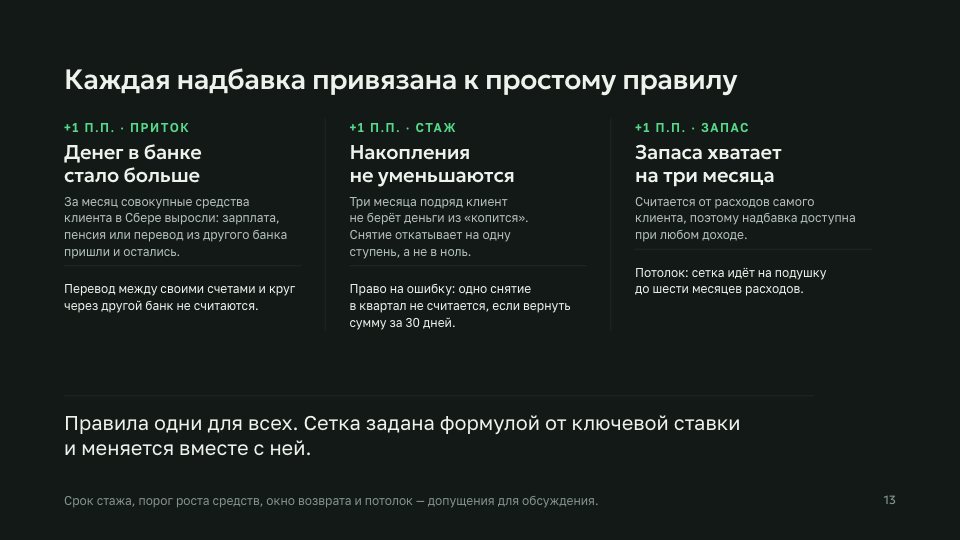 Каждая надбавка привязана к простому правилу
+1 П.П. · ПРИТОК
Денег в банке
стало больше
За месяц совокупные средства
клиента в Сбере выросли: зарплата,
пенсия или перевод из другого банка
пришли и остались.
Перевод между своими счетами и круг
через другой банк не считаются.
+1 П.П. · СТАЖ
Накопления
не уменьшаются
Три месяца подряд клиент
не берёт деньги из «копится».
Снятие откатывает на одну
ступень, а не в ноль.
Право на ошибку: одно снятие
в квартал не считается, если вернуть
сумму за 30 дней.
+1 П.П. · ЗАПАС
Запаса хватает
на три месяца
Считается от расходов самого
клиента, поэтому надбавка доступна
при любом доходе.
Потолок: сетка идёт на подушку
до шести месяцев расходов.
Правила одни для всех. Сетка задана формулой от ключевой ставки
и меняется вместе с ней.
Срок стажа, порог роста средств, окно возврата и потолок — допущения для обсуждения.
13